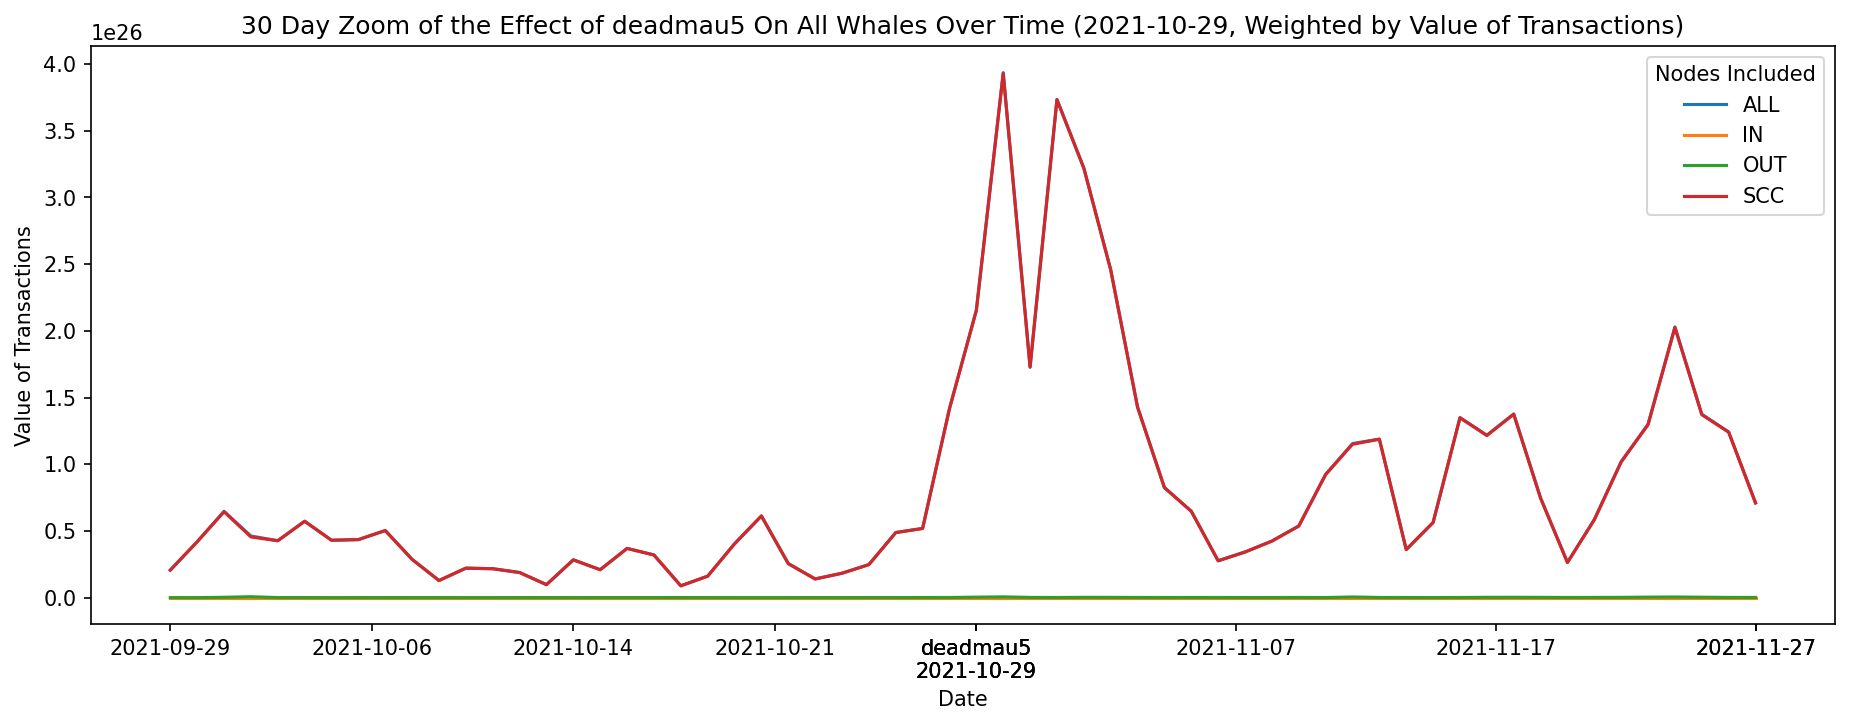 30 Day Zoom of the Effect of deadmau5 On All Whales Over Time (2021-10-29, Weighted by Value of Transactions)
1e26
4.0
3.5
3.0
2.5
2.0
1.5
1.0
0.5
0.0
Value of Transactions
Nodes Included
ALL
IN
OUT
SCC
2021-09-29 2021-10-06 2021-10-14 2021-10-21 deadmau5 2021-11-07 2021-11-17 2021-11-27
2021-10-29
Date